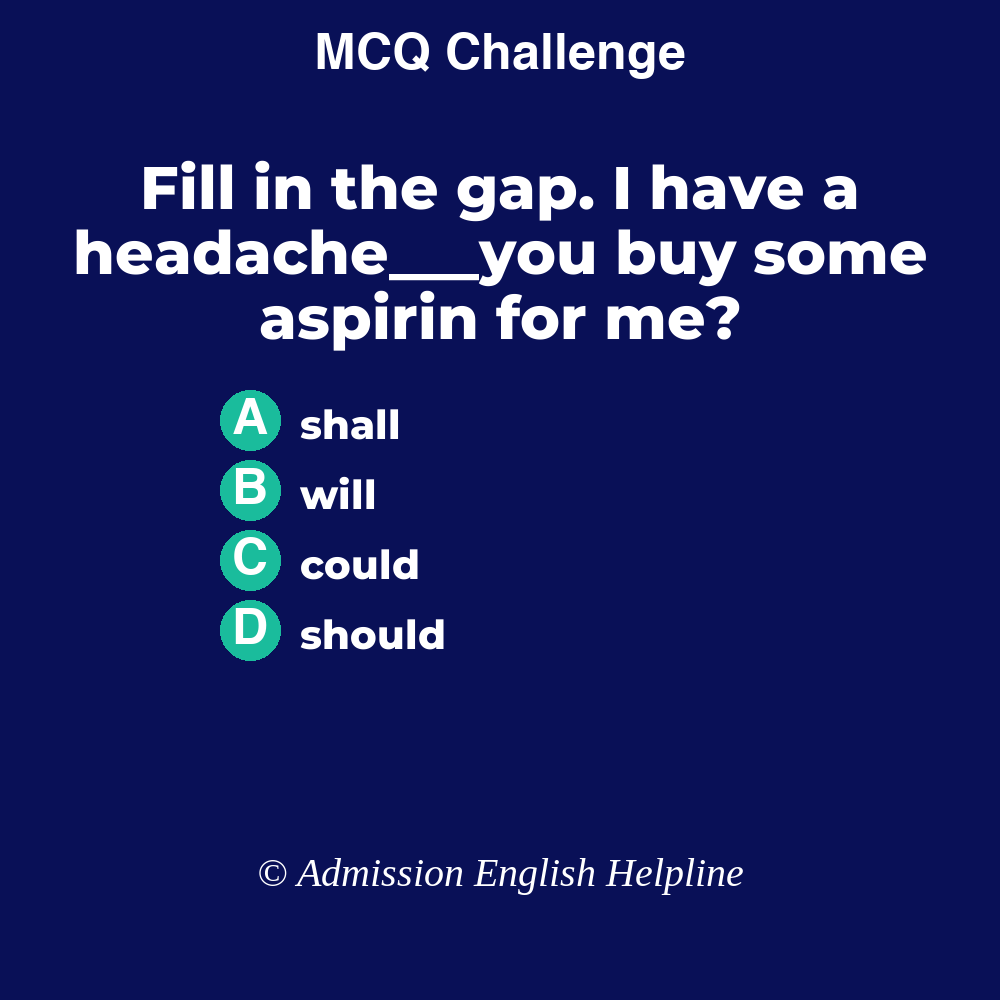 MCQ Challenge
Fill in the gap. I have a
headache___you buy some
aspirin for me?
A shall
B will
C could
D should
© Admission English Helpline